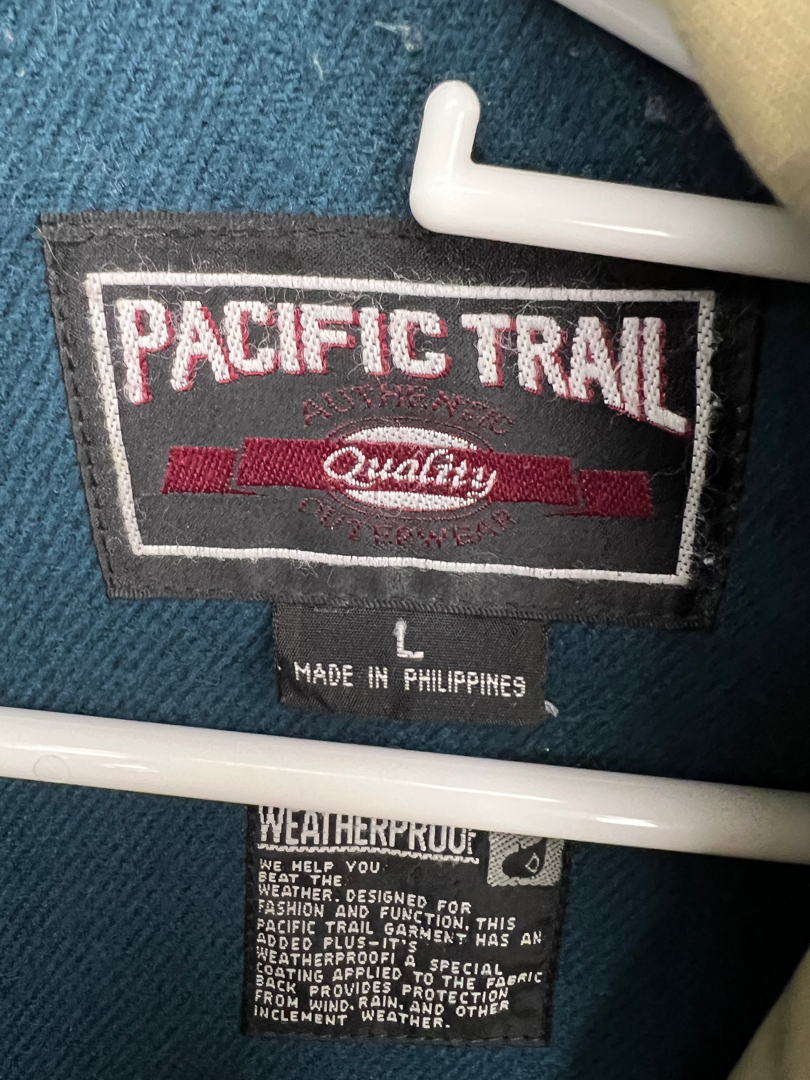 PACIFIC TRAIL
AUTHENTIC
Quality
OUTERWEAR
L
MADE IN PHILIPPINES
WEATHERPROOF
WE HELP YOU
BEAT THE
WEATHER. DESIGNED FOR
FASHION AND FUNCTION, THIS
PACIFIC TRAIL GARMENT HAS AN
ADDED PLUS-IT'S
WEATHERPROOF! A SPECIAL
COATING APPLIED TO THE FABRIC
BACK PROVIDES PROTECTION
FROM WIND, RAIN, AND OTHER
INCLEMENT WEATHER.